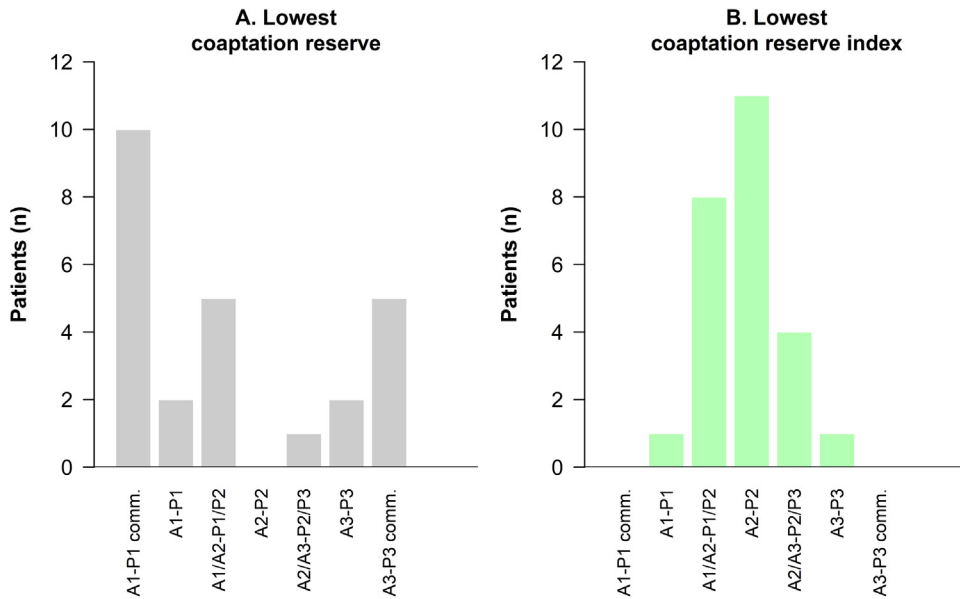 A. Lowest
coaptation reserve
12
10
8
6
4
2
0
Patients (n)
A1-P1 comm.
A1-P1
A1/A2-P1/P2
A2-P2
A2/A3-P2/P3
A3-P3
A3-P3 comm.
B. Lowest
coaptation reserve index
12
10
8
6
4
2
0
Patients (n)
A1-P1 comm.
A1-P1
A1/A2-P1/P2
A2-P2
A2/A3-P2/P3
A3-P3
A3-P3 comm.